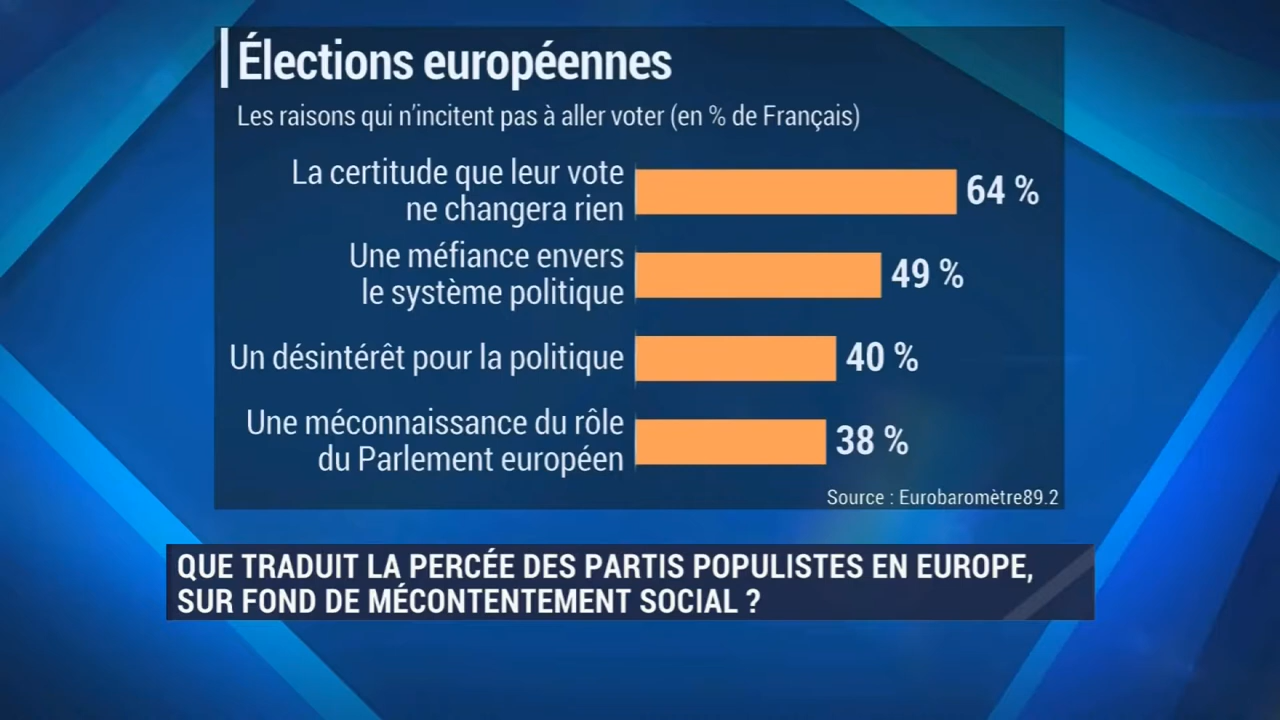 Élections européennes
Les raisons qui n'incitent pas à aller voter (en % de Français)
La certitude que leur vote
ne changera rien
64 %
Une méfiance envers
le système politique
49 %
Un désintérêt pour la politique
40 %
Une méconnaissance du rôle
du Parlement européen
38 %
Source : Eurobaromètre89.2
QUE TRADUIT LA PERCÉE DES PARTIS POPULISTES EN EUROPE,
SUR FOND DE MÉCONTENTEMENT SOCIAL ?